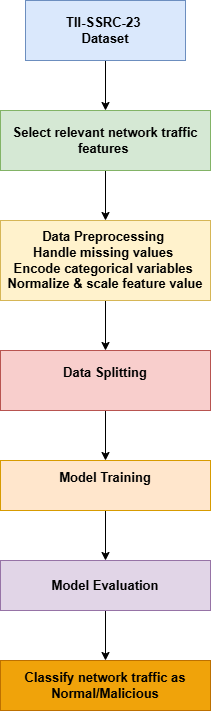 TII-SSRC-23
Dataset
Select relevant network traffic
features
Data Preprocessing
Handle missing values
Encode categorical variables
Normalize & scale feature value
Data Splitting
Model Training
Model Evaluation
Classify network traffic as
Normal/Malicious